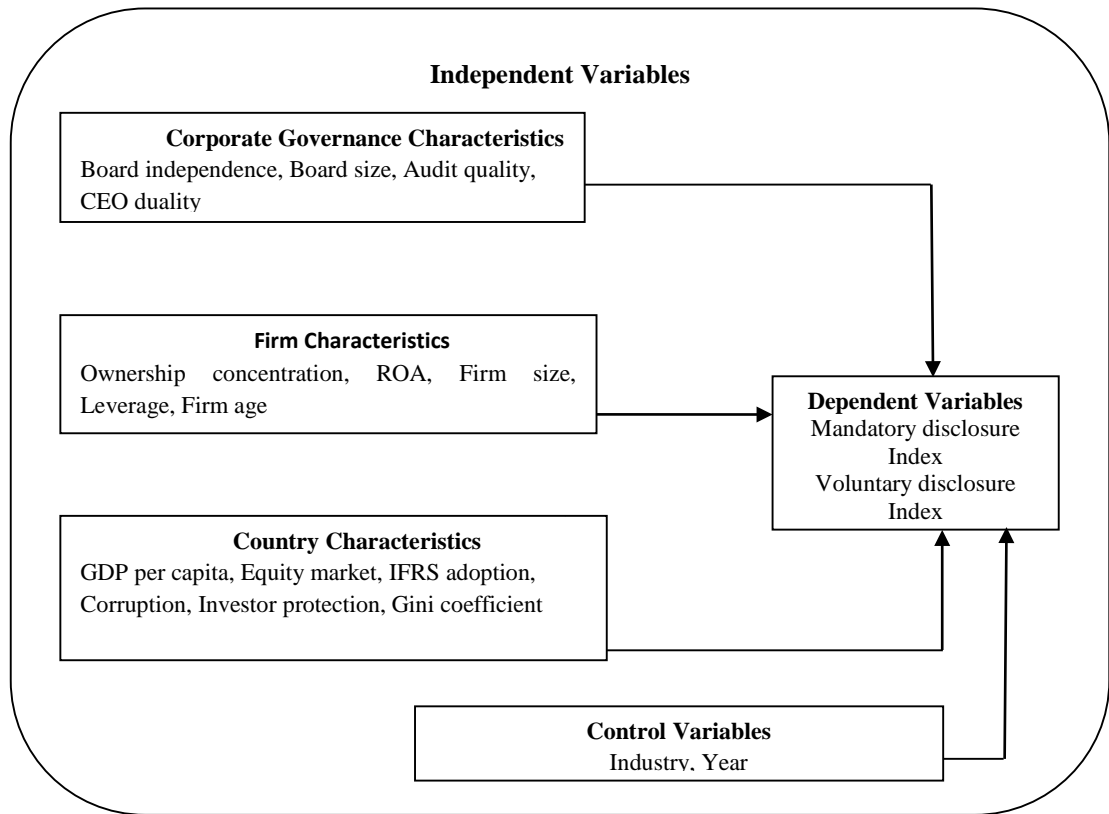 Independent Variables
Corporate Governance Characteristics
Board independence, Board size, Audit quality,
CEO duality
Firm Characteristics
Ownership concentration, ROA, Firm size,
Leverage, Firm age
Dependent Variables
Mandatory disclosure
Index
Voluntary disclosure
Index
Country Characteristics
GDP per capita, Equity market, IFRS adoption,
Corruption, Investor protection, Gini coefficient
Control Variables
Industry, Year